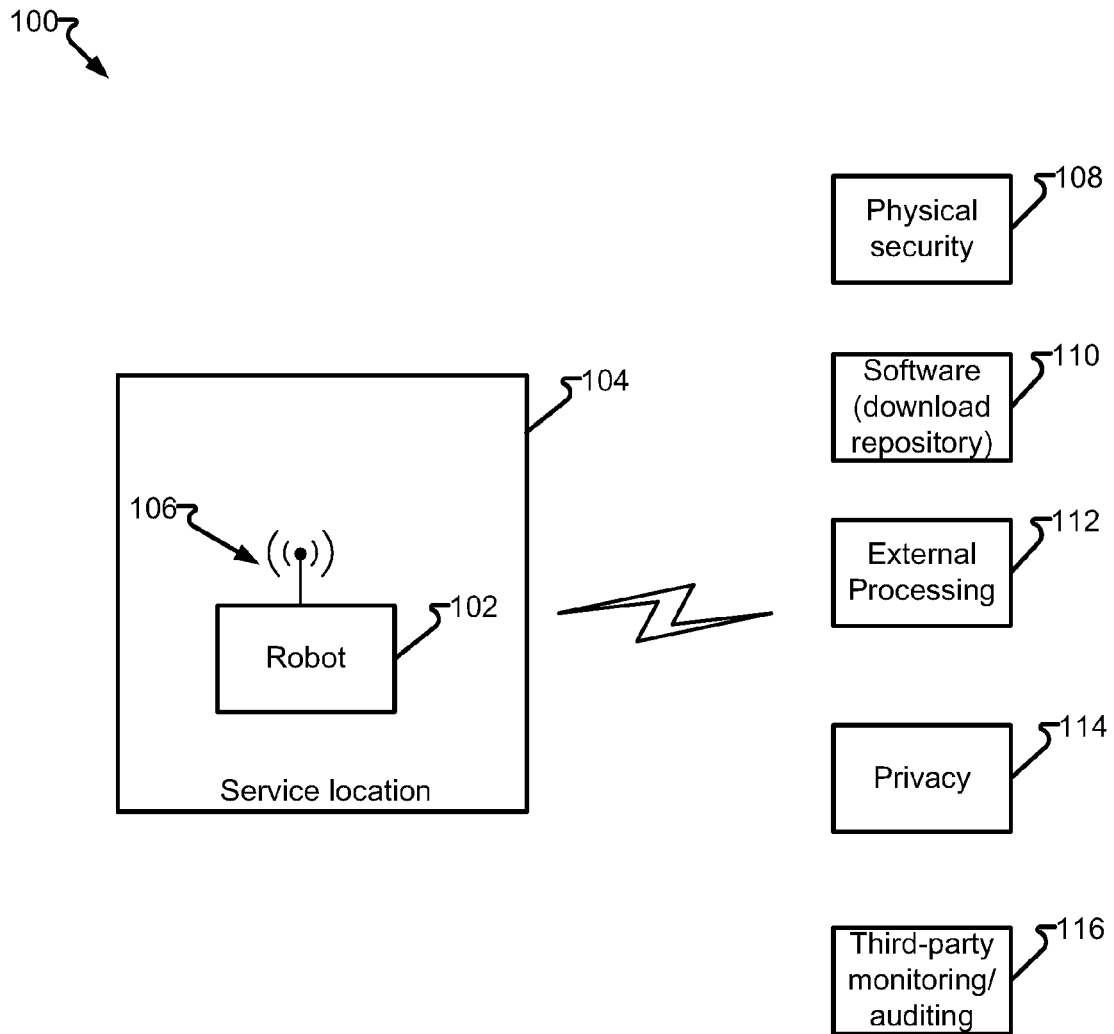 100
108
Physical
security
110
Software
(download
repository)
104
106
112
External
Processing
102
Robot
114
Privacy
Service location
116
Third-party
monitoring/
auditing